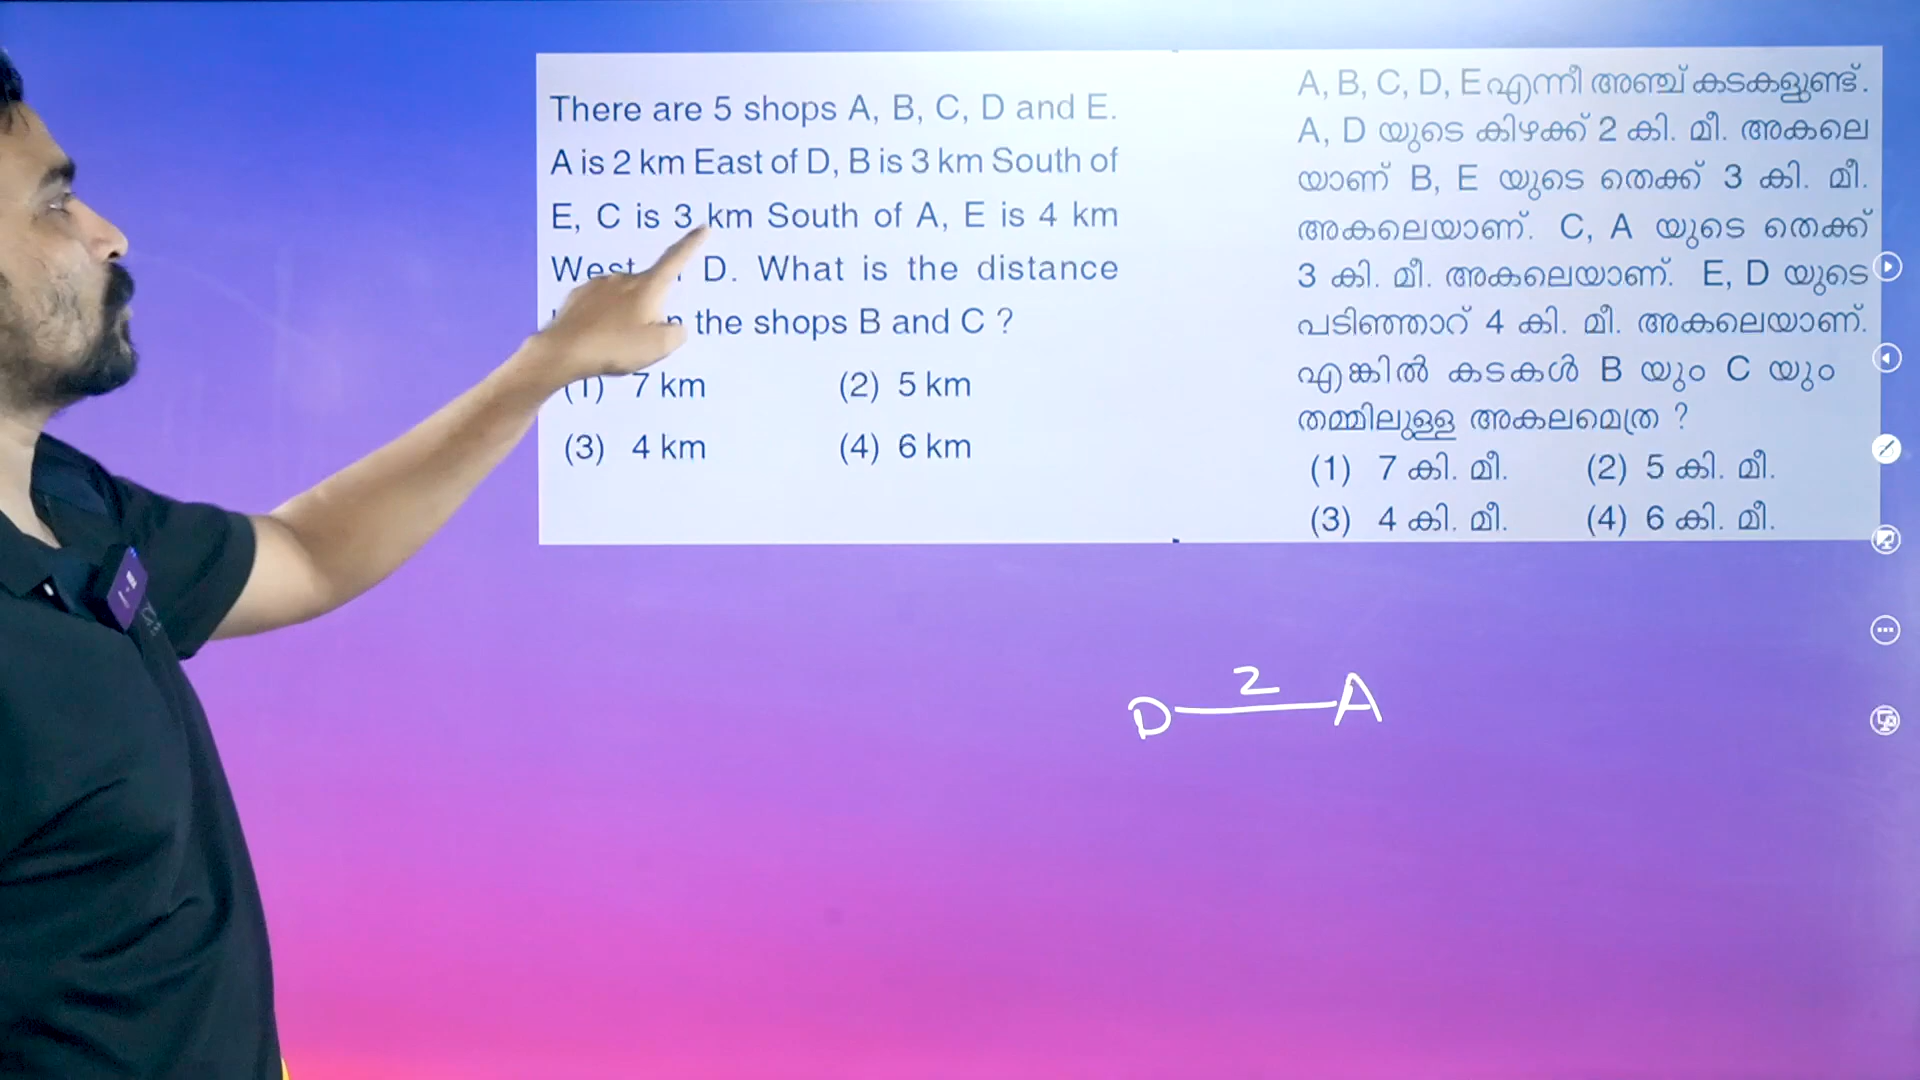 There are 5 shops A, B, C, D and E.
A is 2 km East of D, B is 3 km South of
E, C is 3 km South of A, E is 4 km
West D. What is the distance
the shops B and C ?
(1) 7 km (2) 5 km
(3) 4 km (4) 6 km
A, B, C, D, E എന്നീ അഞ്ച് കടകളുണ്ട്.
A, D യുടെ കിഴക്ക് 2 കി. മീ. അകലെ
യാണ് B, E യുടെ തെക്ക് 3 കി. മീ.
അകലെയാണ്. C, A യുടെ തെക്ക്
3 കി. മീ. അകലെയാണ്. E, D യുടെ
പടിഞ്ഞാറ് 4 കി. മീ. അകലെയാണ്.
എങ്കിൽ കടകൾ B യും C യും
തമ്മിലുള്ള അകലമെത്ര ?
(1) 7 കി. മീ. (2) 5 കി. മീ.
(3) 4 കി. മീ. (4) 6 കി. മീ.
2
D A